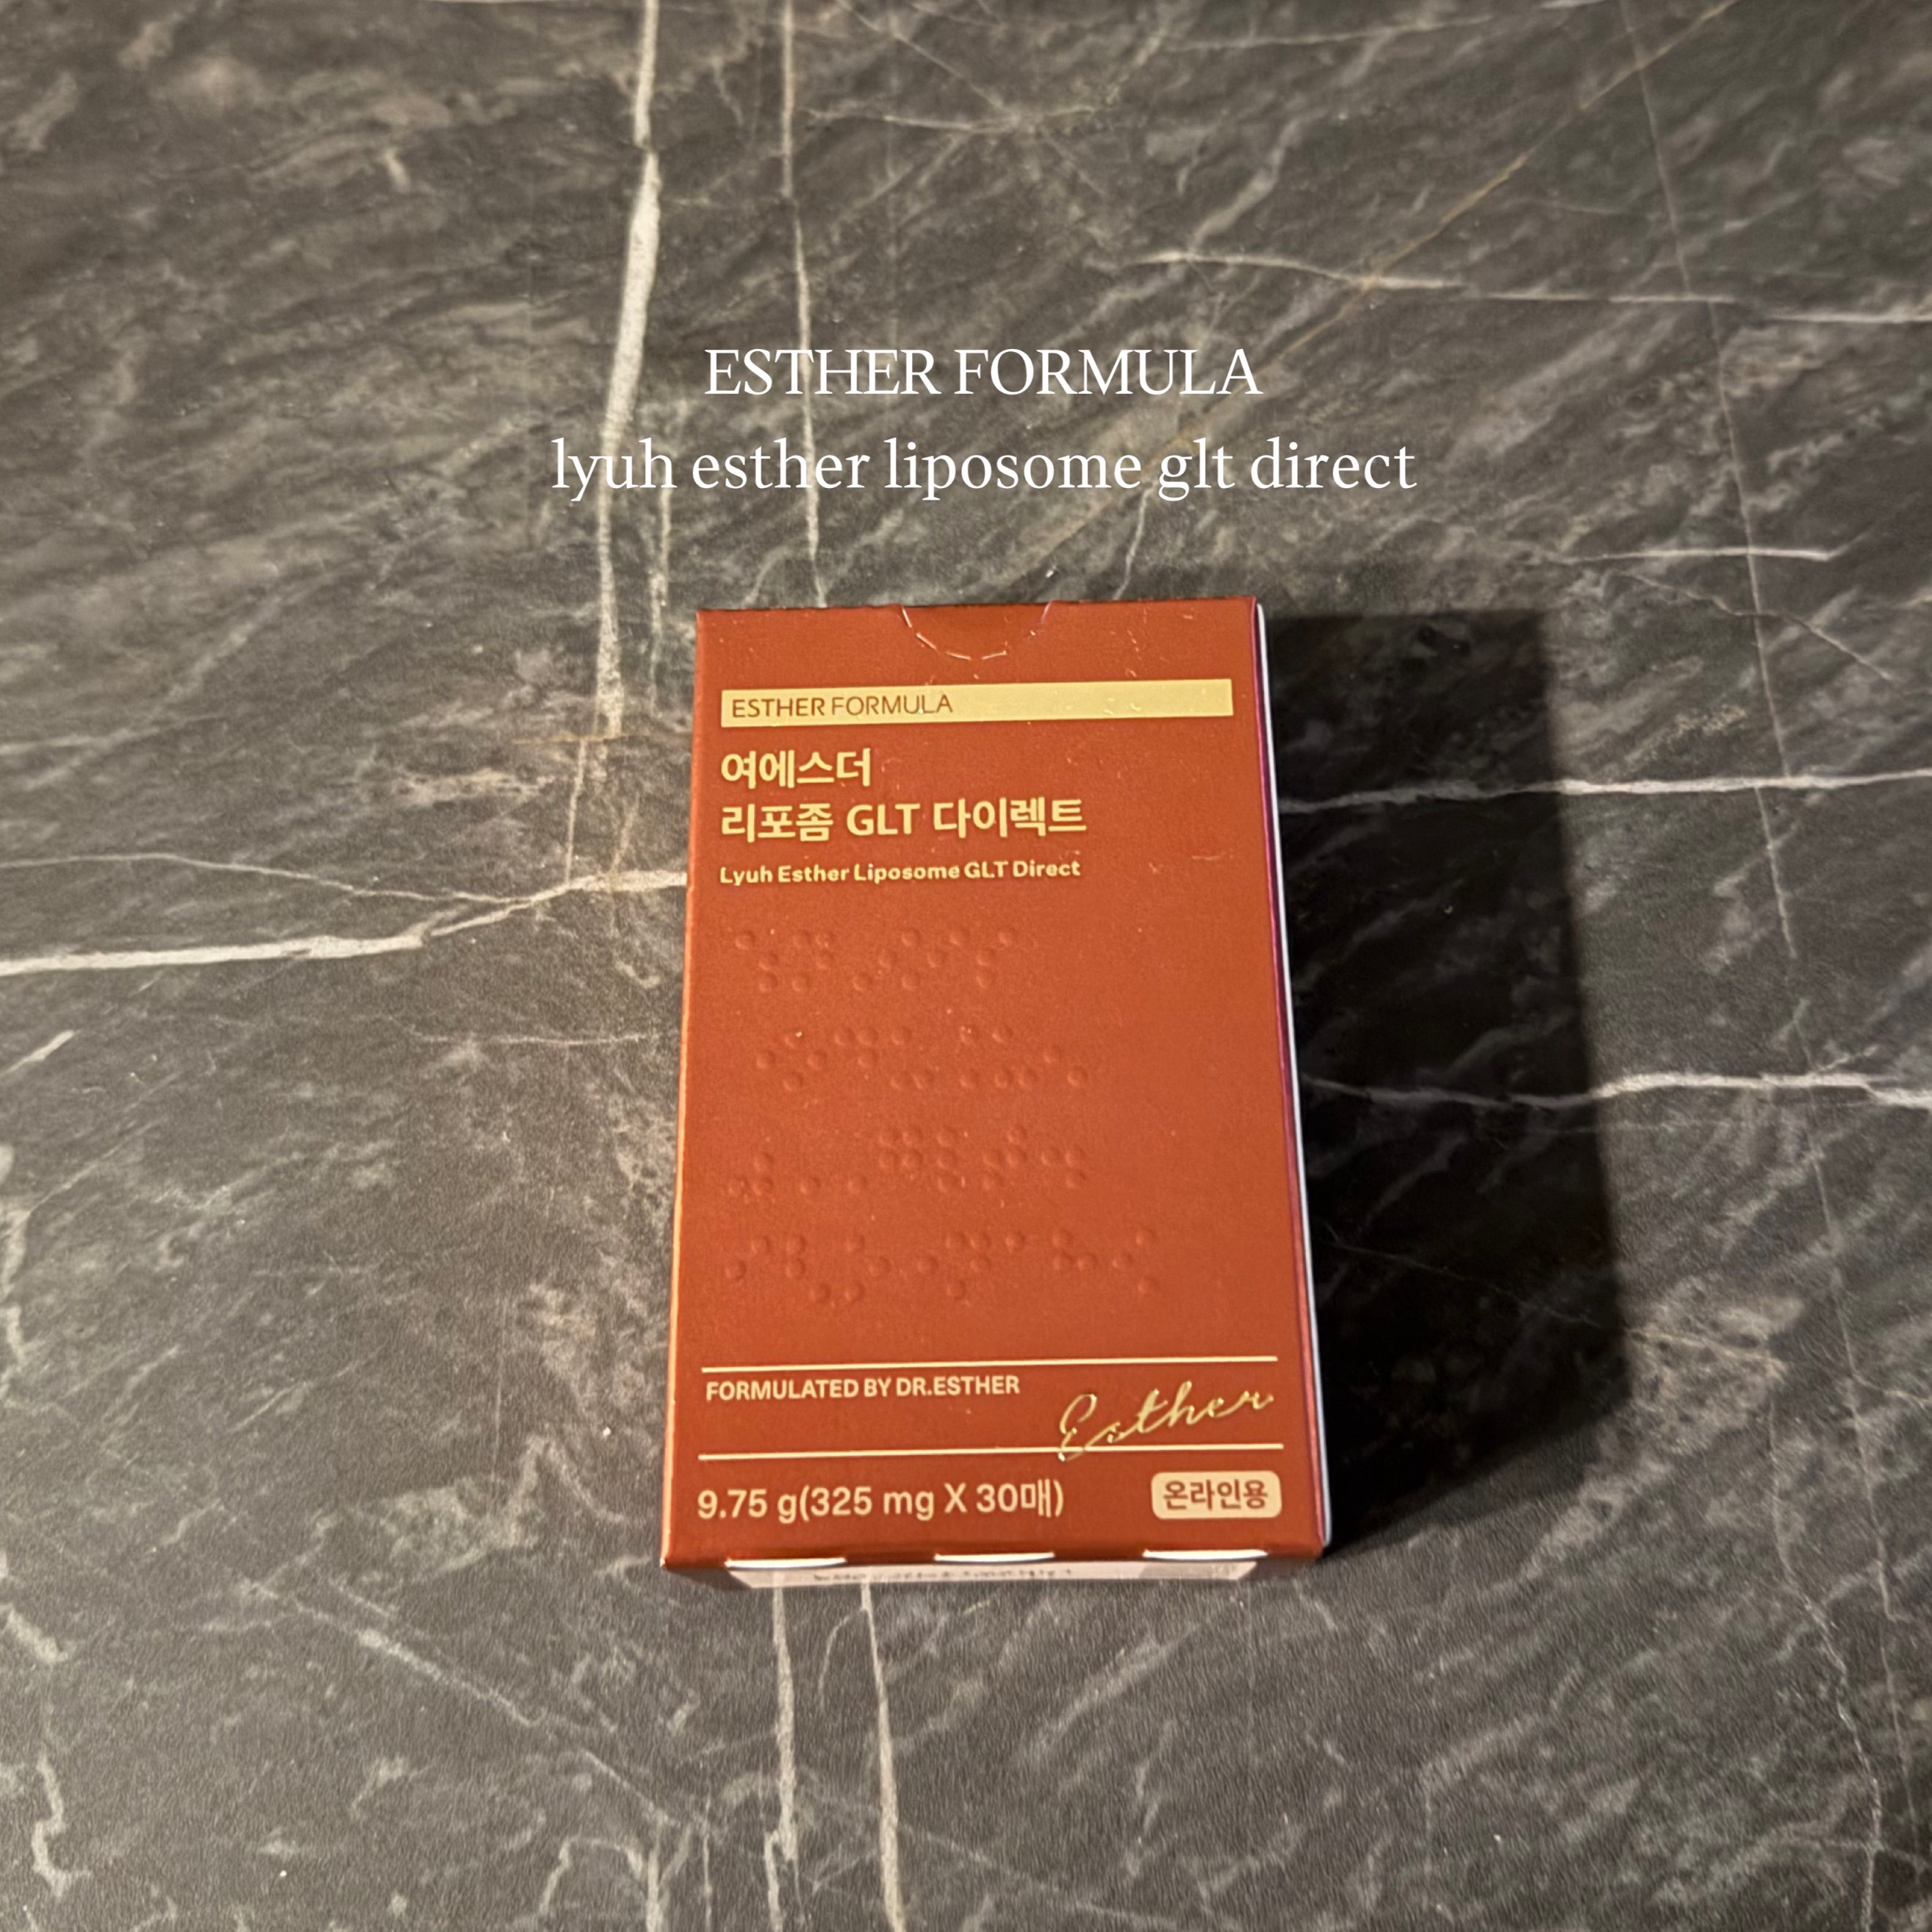 ESTHER FORMULA
lyuh esther liposome glt direct
ESTHER FORMULA
여에스더
리포좀 GLT 다이렉트
Lyuh Esther Liposome GLT Direct
FORMULATED BY DR.ESTHER
Esther
9.75 g(325 mg X 30매)
온라인용